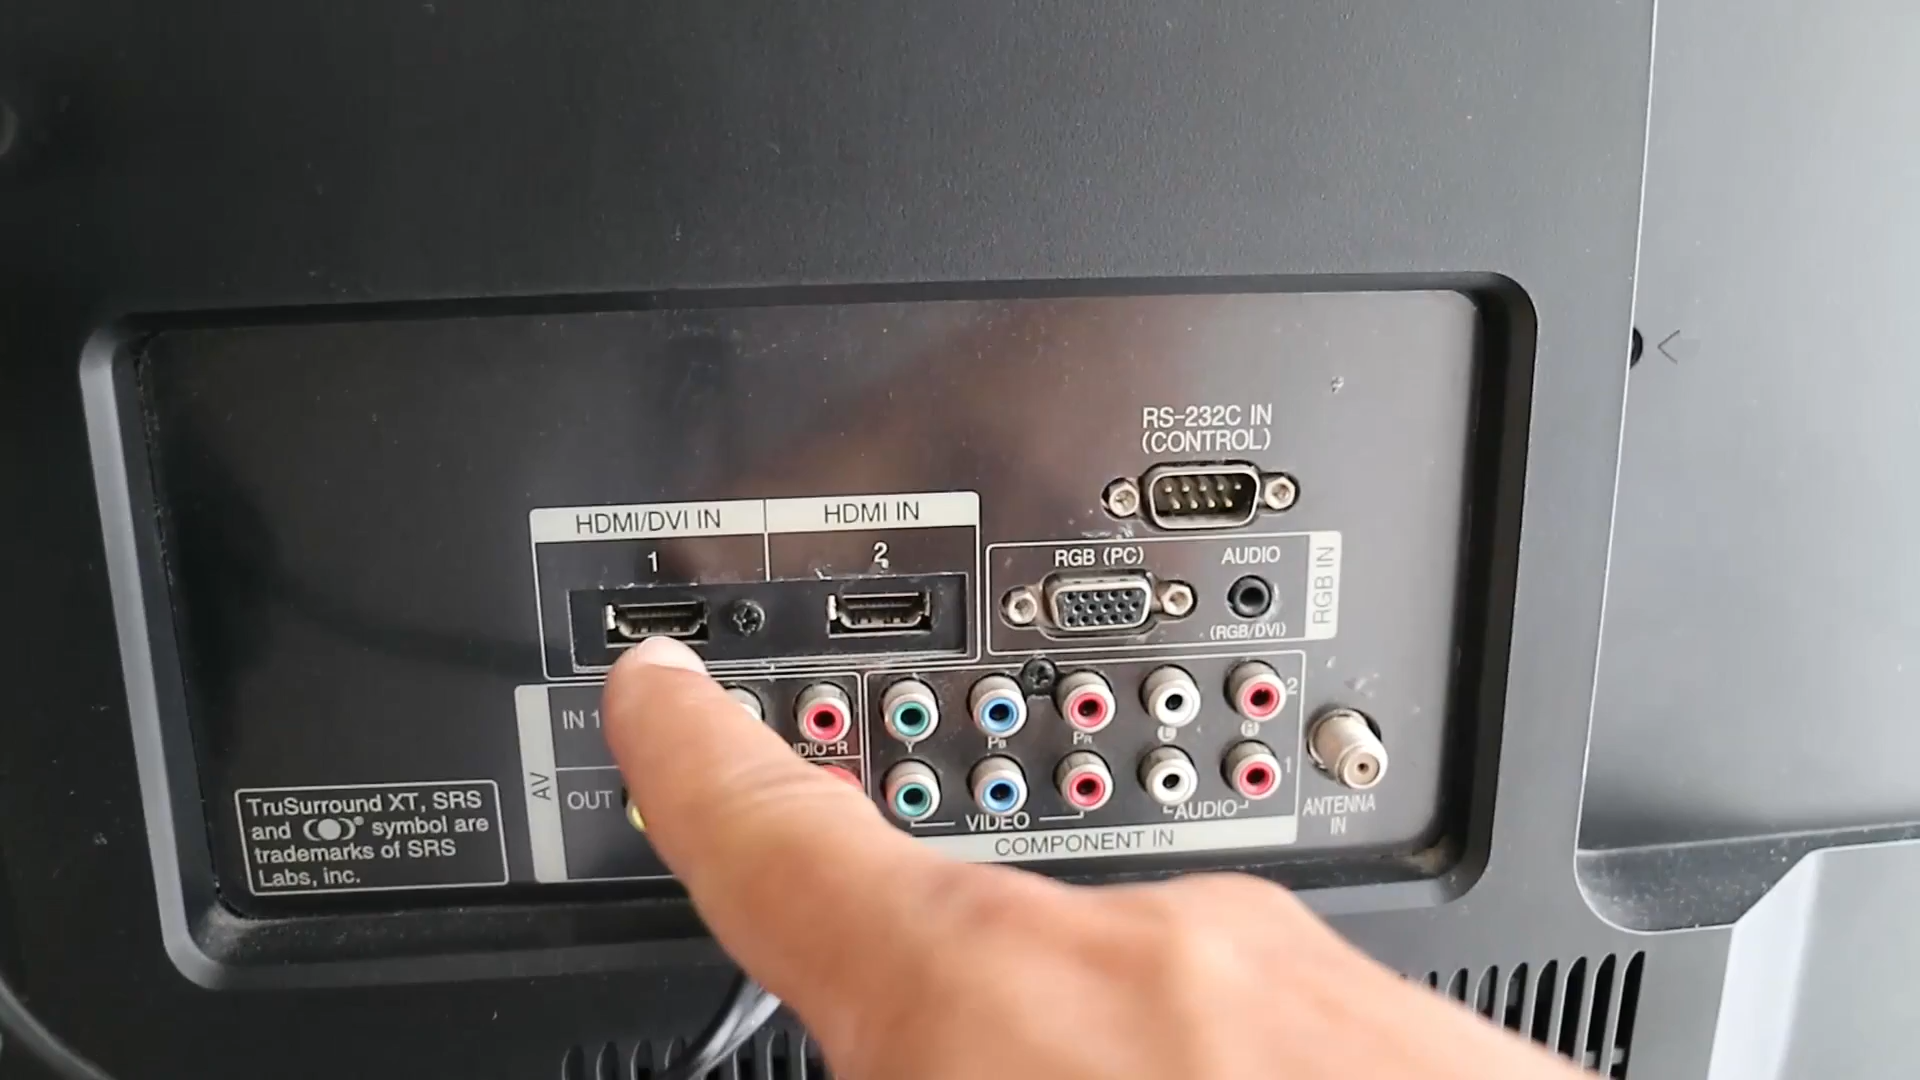 RS-232C IN
(CONTROL)
HDMI/DVI IN
HDMI IN
1
2
RGB (PC)
AUDIO
(RGB/DVI)
RGB IN
IN 1
DIO-R
OUT
AV
Y
PB
PR
L
R
2
1
VIDEO
AUDIO
COMPONENT IN
ANTENNA
IN
TruSurround XT, SRS
and ® symbol are
trademarks of SRS
Labs, inc.